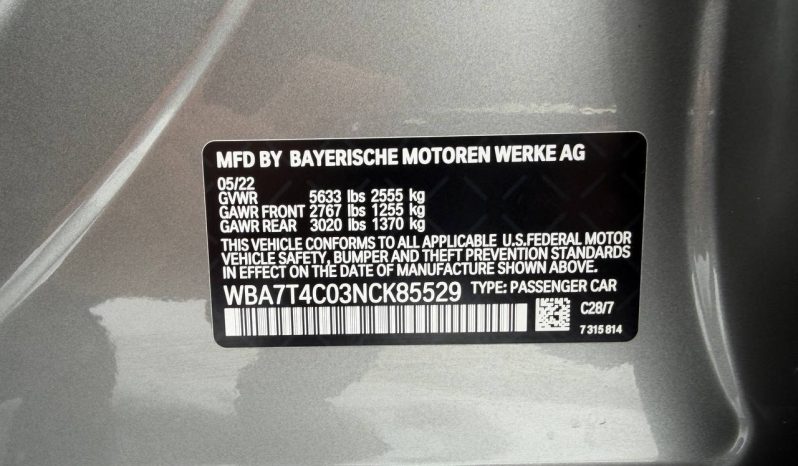 MFD BY BAYERISCHE MOTOREN WERKE AG
05/22
GVWR 5633 lbs 2555 kg
GAWR FRONT 2767 lbs 1255 kg
GAWR REAR 3020 lbs 1370 kg
THIS VEHICLE CONFORMS TO ALL APPLICABLE U.S.FEDERAL MOTOR
VEHICLE SAFETY, BUMPER AND THEFT PREVENTION STANDARDS
IN EFFECT ON THE DATE OF MANUFACTURE SHOWN ABOVE.
WBA7T4C03NCK85529 TYPE: PASSENGER CAR
C28/7
7 315 814